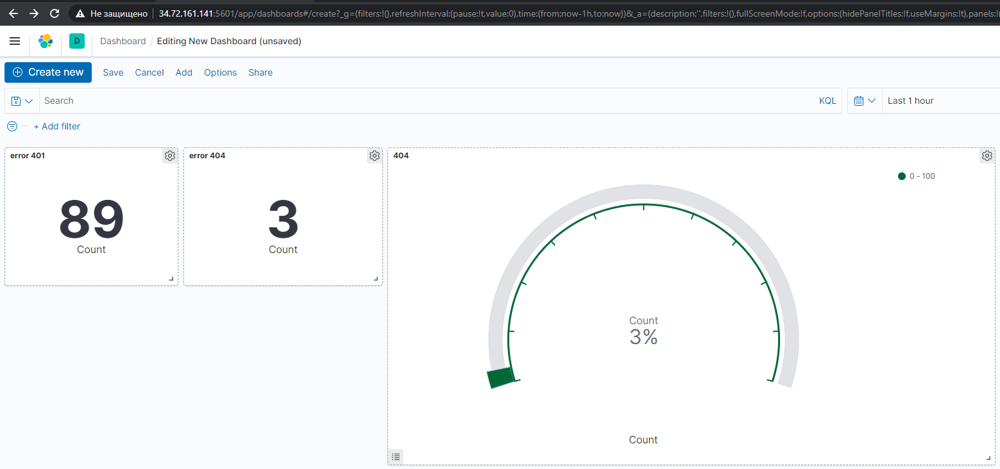 Не защищено 34.72.161.141:5601/app/dashboards#/create?_g=(filters:!(),refreshInterval:(pause:!t,value:0),time:(from:now-1h,to:now))&_a=(description:'',filters:!(),fullScreenMode:!f,options:(hidePanelTitles:!f,useMargins:!t),panels:!(
D Dashboard / Editing New Dashboard (unsaved)
Create new Save Cancel Add Options Share
Search KQL Last 1 hour
+ Add filter
error 401
89
Count
error 404
3
Count
404
0 - 100
Count
3%
Count